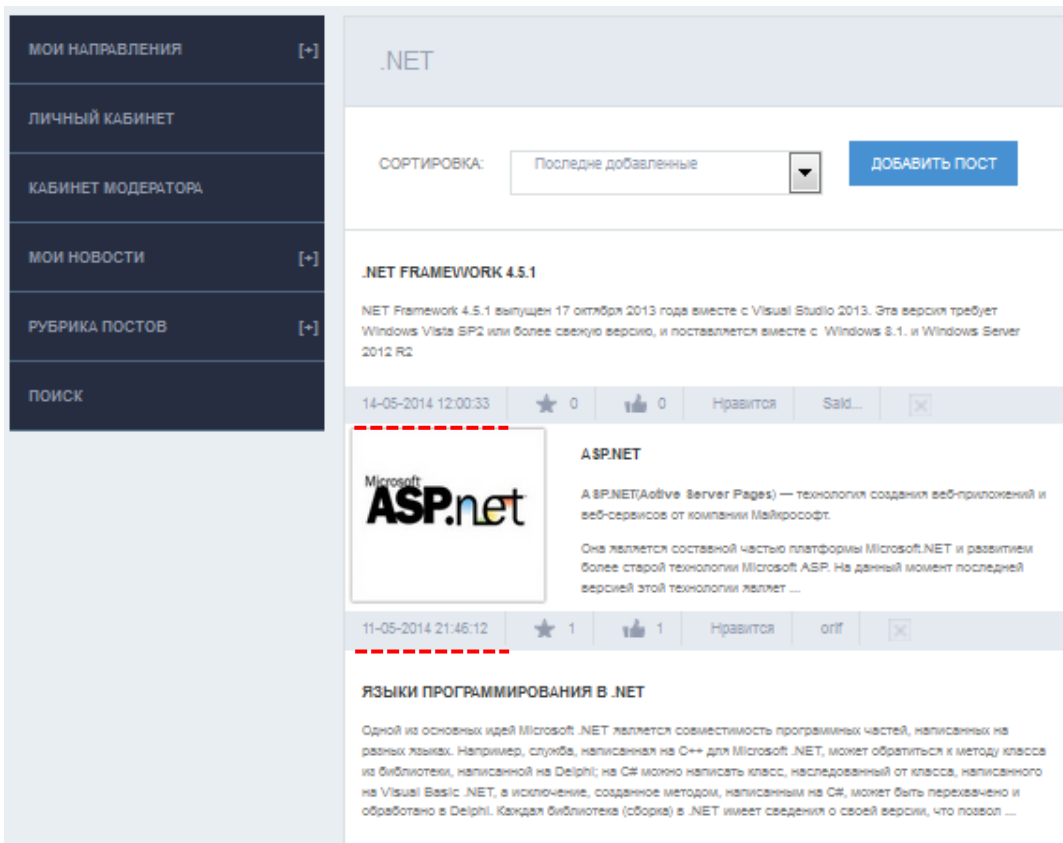 МОИ НАПРАВЛЕНИЯ [+]
ЛИЧНЫЙ КАБИНЕТ
КАБИНЕТ МОДЕРАТОРА
МОИ НОВОСТИ [+]
РУБРИКА ПОСТОВ [+]
ПОИСК
.NET
СОРТИРОВКА: Последне добавленные ДОБАВИТЬ ПОСТ
.NET FRAMEWORK 4.5.1
NET Framework 4.5.1 выпущен 17 октября 2013 года вместе с Visual Studio 2013. Эта версия требует
Windows Vista SP2 или более свежую версию, и поставляется вместе с Windows 8.1. и Windows Server
2012 R2
14-05-2014 12:00:33 0 0 Нравится Said...
Microsoft
ASP.net
ASP.NET
ASP.NET(Active Server Pages) — технология создания веб-приложений и
веб-сервисов от компании Майкрософт.
Она является составной частью платформы Microsoft.NET и развитием
более старой технологии Microsoft ASP. На данный момент последней
версией этой технологии являет ...
11-05-2014 21:46:12 1 1 Нравится orif
ЯЗЫКИ ПРОГРАММИРОВАНИЯ В .NET
Одной из основных идей Microsoft .NET является совместимость программных частей, написанных на
разных языках. Например, служба, написанная на C++ для Microsoft .NET, может обратиться к методу класса
из библиотеки, написанной на Delphi; на C# можно написать класс, наследованный от класса, написанного
на Visual Basic .NET, а исключение, созданное методом, написанным на C#, может быть перехвачено и
обработано в Delphi. Каждая библиотека (сборка) в .NET имеет сведения о своей версии, что позвол ...